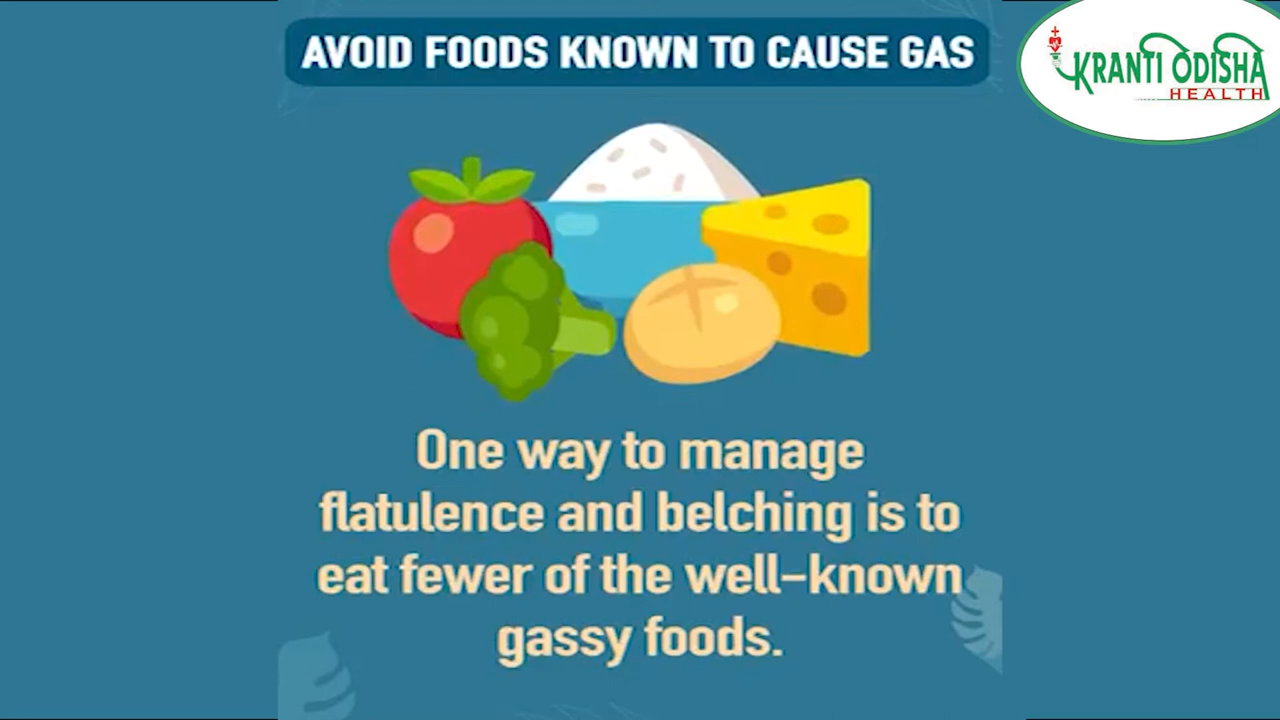 AVOID FOODS KNOWN TO CAUSE GAS
KRANTI ODISHA
HEALTH
One way to manage
flatulence and belching is to
eat fewer of the well-known
gassy foods.